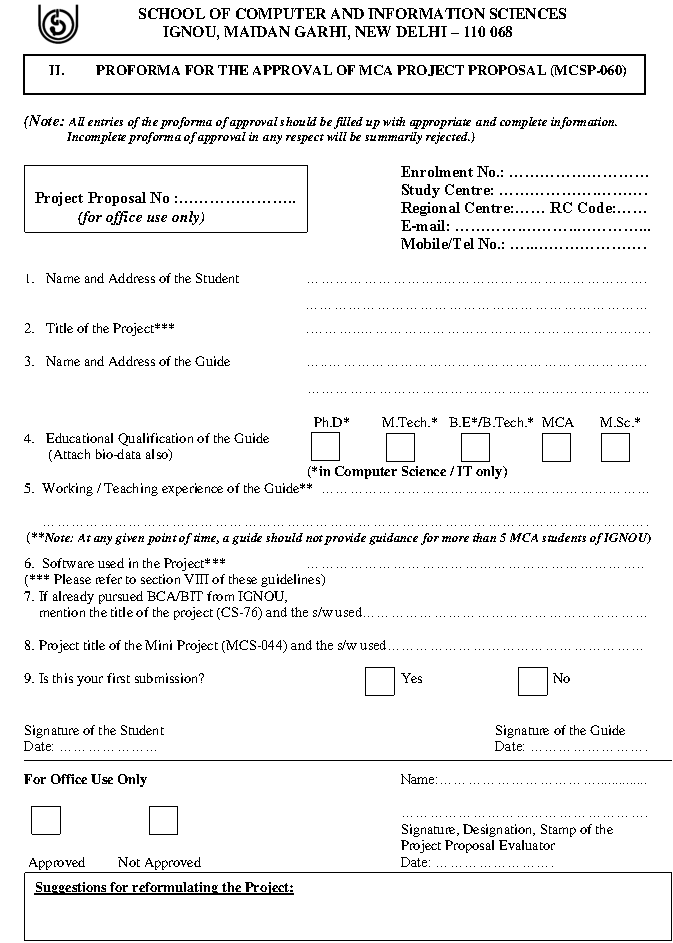 SCHOOL OF COMPUTER AND INFORMATION SCIENCES
IGNOU, MAIDAN GARHI, NEW DELHI – 110 068
II. PROFORMA FOR THE APPROVAL OF MCA PROJECT PROPOSAL (MCSP-060)
(Note: All entries of the proforma of approval should be filled up with appropriate and complete information.
Incomplete proforma of approval in any respect will be summarily rejected.)
Project Proposal No :…………………..
(for office use only)
Enrolment No.: ………………………
Study Centre: ……………………….
Regional Centre:…… RC Code:……
E-mail: ………………………………..
Mobile/Tel No.: ……………………….
1. Name and Address of the Student ……………………………………………………………
……………………………………………………………
2. Title of the Project*** ……………………………………………………………
3. Name and Address of the Guide ……………………………………………………………
……………………………………………………………
Ph.D* M.Tech.* B.E*/B.Tech.* MCA M.Sc.*
4. Educational Qualification of the Guide
(Attach bio-data also)
(*in Computer Science / IT only)
5. Working / Teaching experience of the Guide** …………………………………………………………
……………………………………………………………………………………………………………
(**Note: At any given point of time, a guide should not provide guidance for more than 5 MCA students of IGNOU)
6. Software used in the Project*** ……………………………………………………………
(*** Please refer to section VIII of these guidelines)
7. If already pursued BCA/BIT from IGNOU,
mention the title of the project (CS-76) and the s/w used…………………………………………………
8. Project title of the Mini Project (MCS-044) and the s/w used……………………………………………
9. Is this your first submission? Yes No
Signature of the Student Signature of the Guide
Date: ………………… Date: …………………….
For Office Use Only Name:……………………………..............
…………………………………………….
Signature, Designation, Stamp of the
Project Proposal Evaluator
Approved Not Approved Date: …………………….
Suggestions for reformulating the Project: